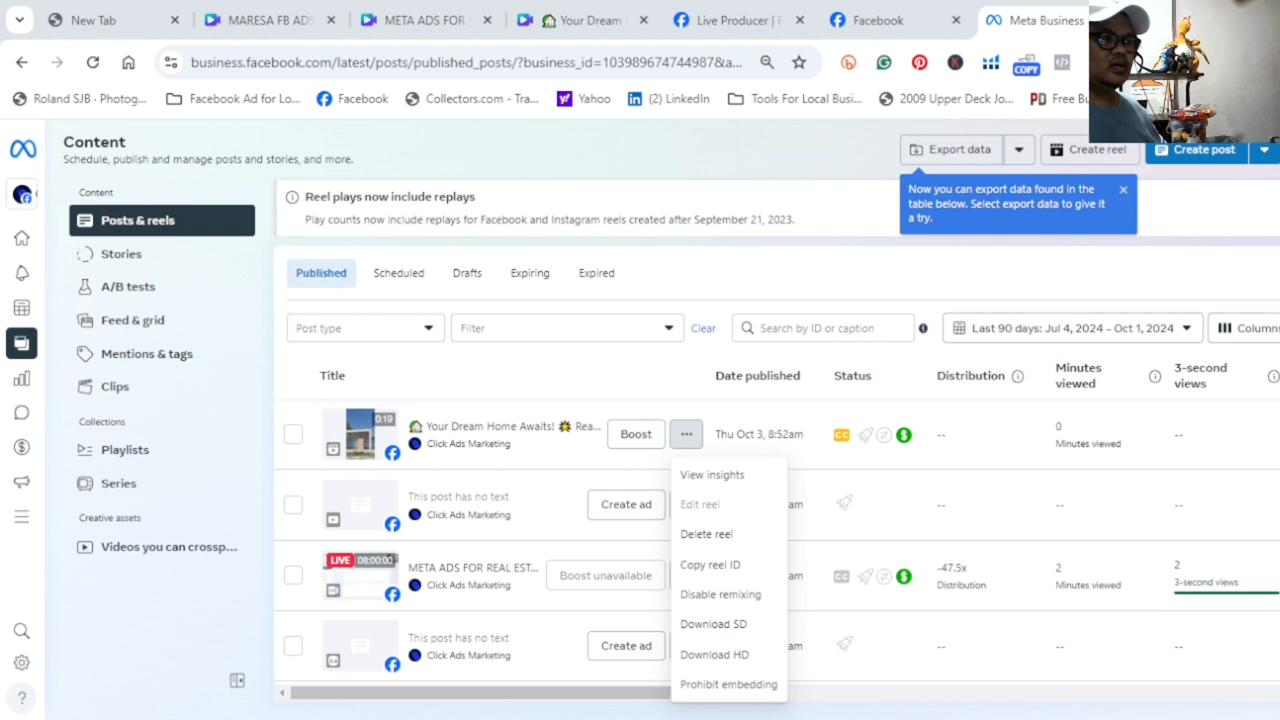 New Tab
MARESA FB ADS
META ADS FOR
Your Dream
Live Producer | F
Facebook
Meta Business
business.facebook.com/latest/posts/published_posts/?business_id=103989674744987&a...
COPY
Roland SJB · Photog...
Facebook Ad for Lo...
Facebook
Collectors.com - Tra...
Yahoo
(2) LinkedIn
Tools For Local Busi...
2009 Upper Deck Jo...
PD Free Bu
Content
Schedule, publish and manage posts and stories, and more.
Export data
Create reel
Create post
Now you can export data found in the
table below. Select export data to give it
a try.
Content
Posts & reels
Stories
A/B tests
Feed & grid
Mentions & tags
Clips
Collections
Playlists
Series
Creative assets
Videos you can crossp...
Reel plays now include replays
Play counts now include replays for Facebook and Instagram reels created after September 21, 2023.
Published
Scheduled
Drafts
Expiring
Expired
Post type
Filter
Clear
Search by ID or caption
Last 90 days: Jul 4, 2024 – Oct 1, 2024
Columns
Title
Date published
Status
Distribution
Minutes
viewed
3-second
views
0:19
Your Dream Home Awaits! Rea...
Click Ads Marketing
Boost
Thu Oct 3, 8:52am
CC
--
0
Minutes viewed
--
This post has no text
Click Ads Marketing
Create ad
am
--
--
--
LIVE 08:00:00
META ADS FOR REAL EST...
Click Ads Marketing
Boost unavailable
am
CC
-47.5x
Distribution
2
Minutes viewed
2
3-second views
This post has no text
Click Ads Marketing
Create ad
am
--
--
--
View insights
Edit reel
Delete reel
Copy reel ID
Disable remixing
Download SD
Download HD
Prohibit embedding